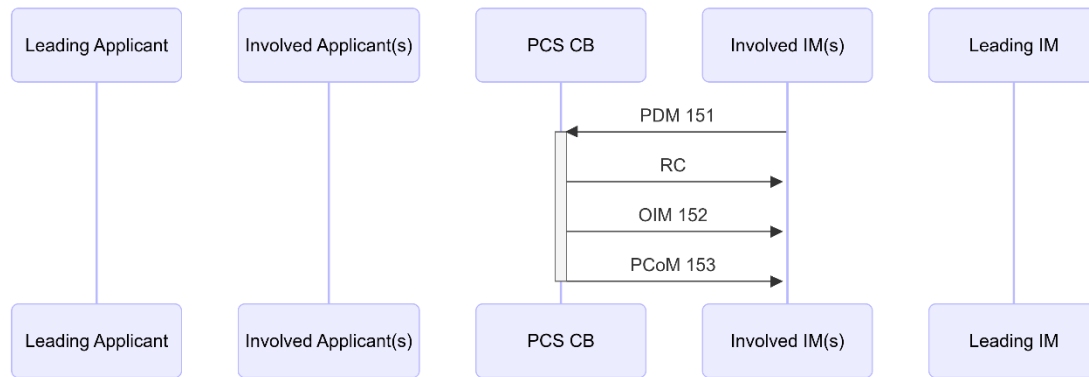 Leading Applicant
Involved Applicant(s)
PCS CB
Involved IM(s)
Leading IM
PDM 151
RC
OIM 152
PCoM 153
Leading Applicant
Involved Applicant(s)
PCS CB
Involved IM(s)
Leading IM